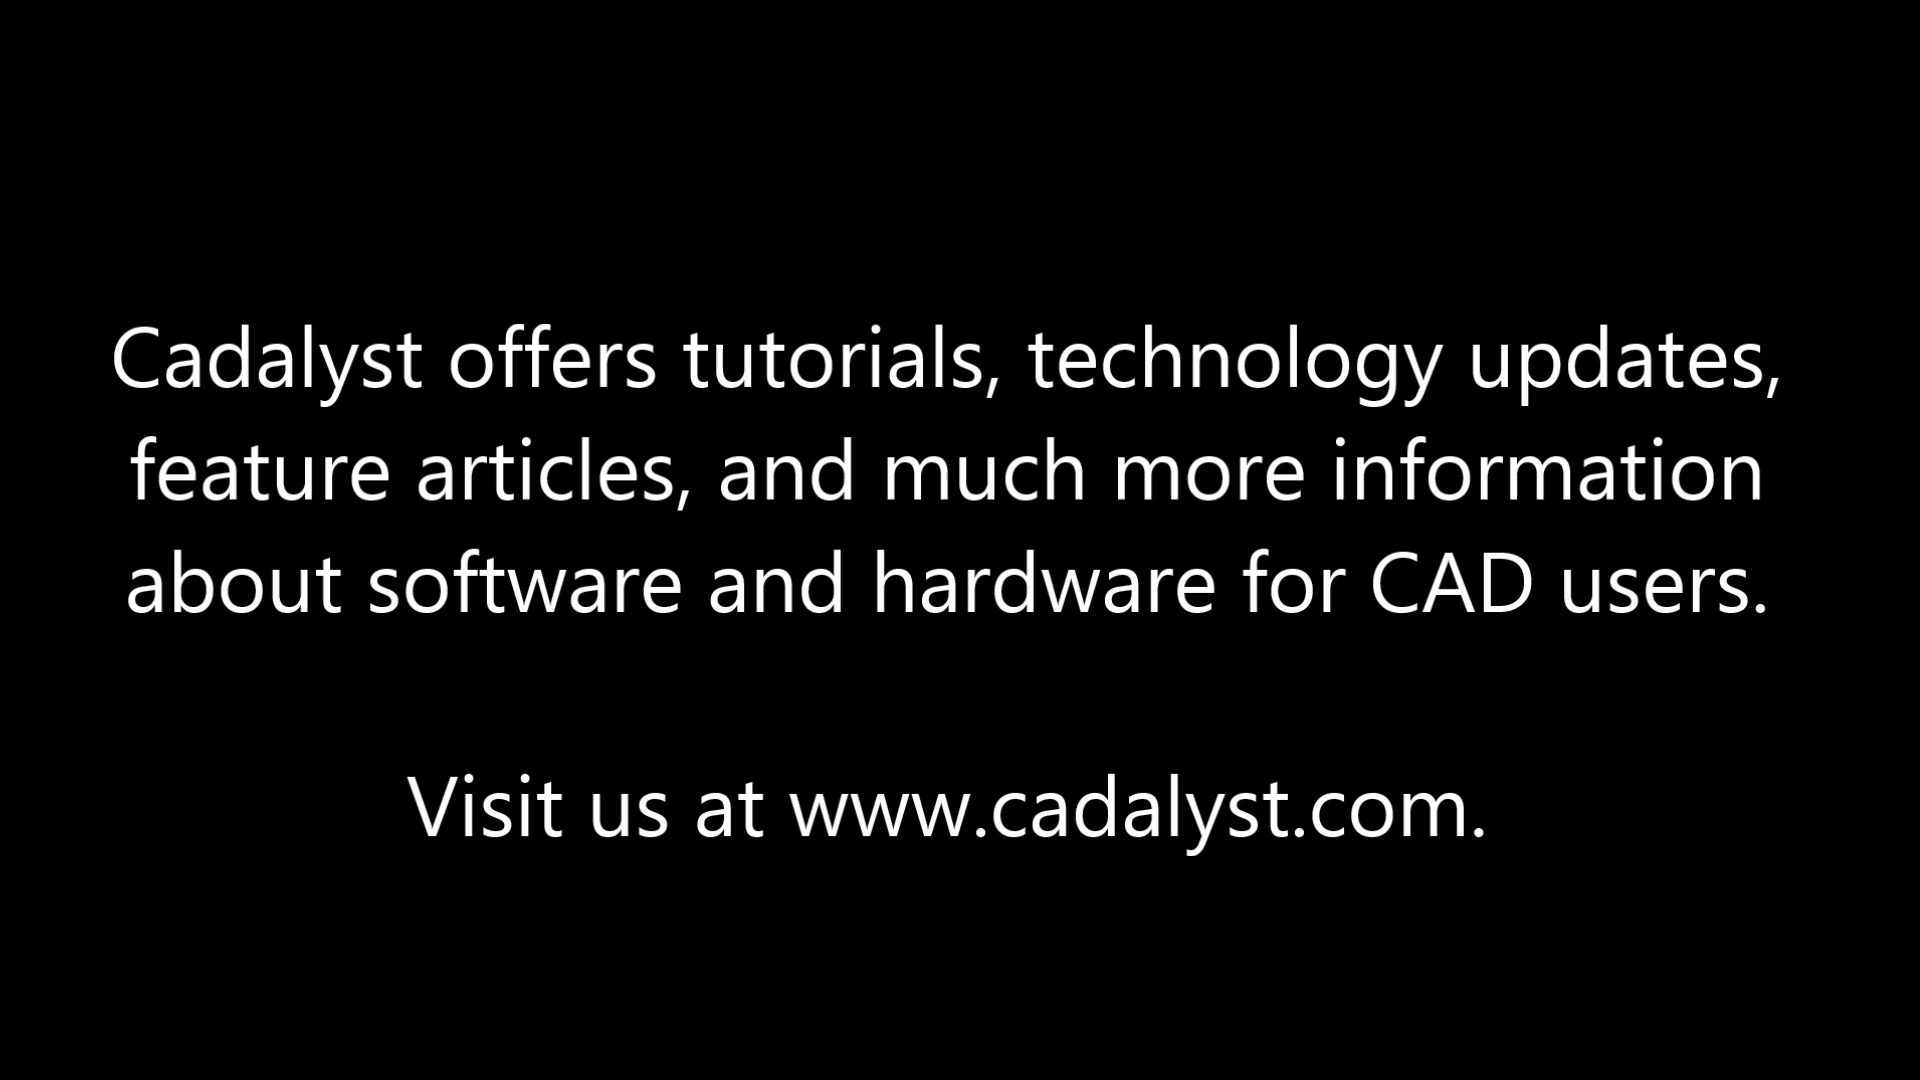 Cadalyst offers tutorials, technology updates,
feature articles, and much more information
about software and hardware for CAD users.
Visit us at www.cadalyst.com.